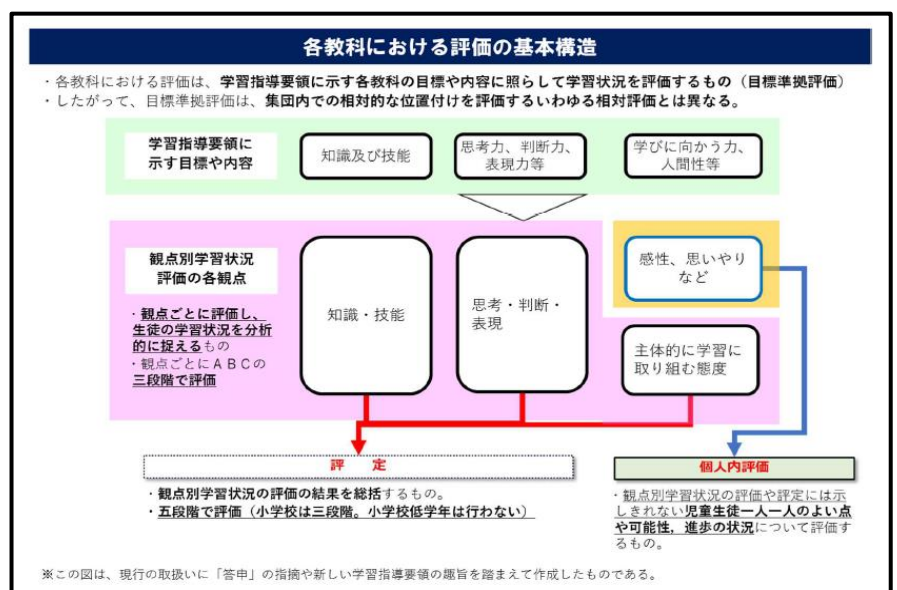 各教科における評価の基本構造
・各教科における評価は、学習指導要領に示す各教科の目標や内容に照らして学習状況を評価するもの（目標準拠評価）
・したがって、目標準拠評価は、集団内での相対的な位置付けを評価するいわゆる相対評価とは異なる。
学習指導要領に
示す目標や内容
知識及び技能
思考力、判断力、
表現力等
学びに向かう力、
人間性等
観点別学習状況
評価の各観点
・観点ごとに評価し、
生徒の学習状況を分析
的に捉えるもの
・観点ごとにＡＢＣの
三段階で評価
知識・技能
思考・判断・
表現
感性、思いやり
など
主体的に学習に
取り組む態度
評　定
・観点別学習状況の評価の結果を総括するもの。
・五段階で評価（小学校は三段階。小学校低学年は行わない）
個人内評価
・観点別学習状況の評価や評定には示
しきれない児童生徒一人一人のよい点
や可能性，進歩の状況について評価す
るもの。
※この図は、現行の取扱いに「答申」の指摘や新しい学習指導要領の趣旨を踏まえて作成したものである。